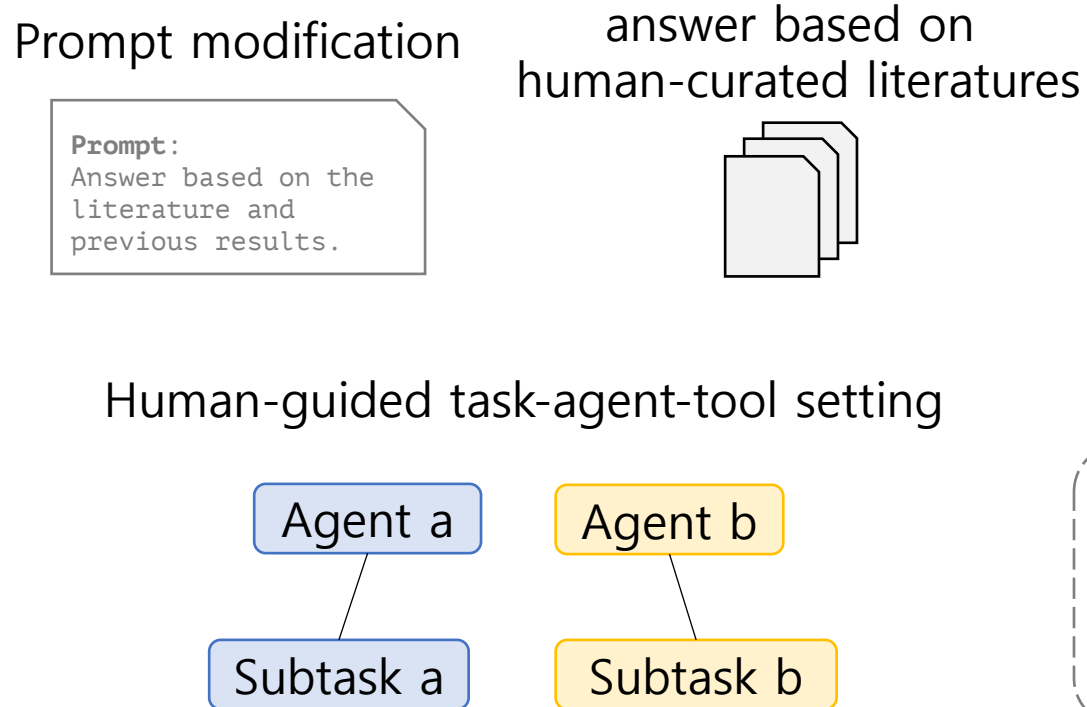 Prompt modification
answer based on
human-curated literatures
Prompt:
Answer based on the
literature and
previous results.
Human-guided task-agent-tool setting
Agent a
Agent b
Subtask a
Subtask b